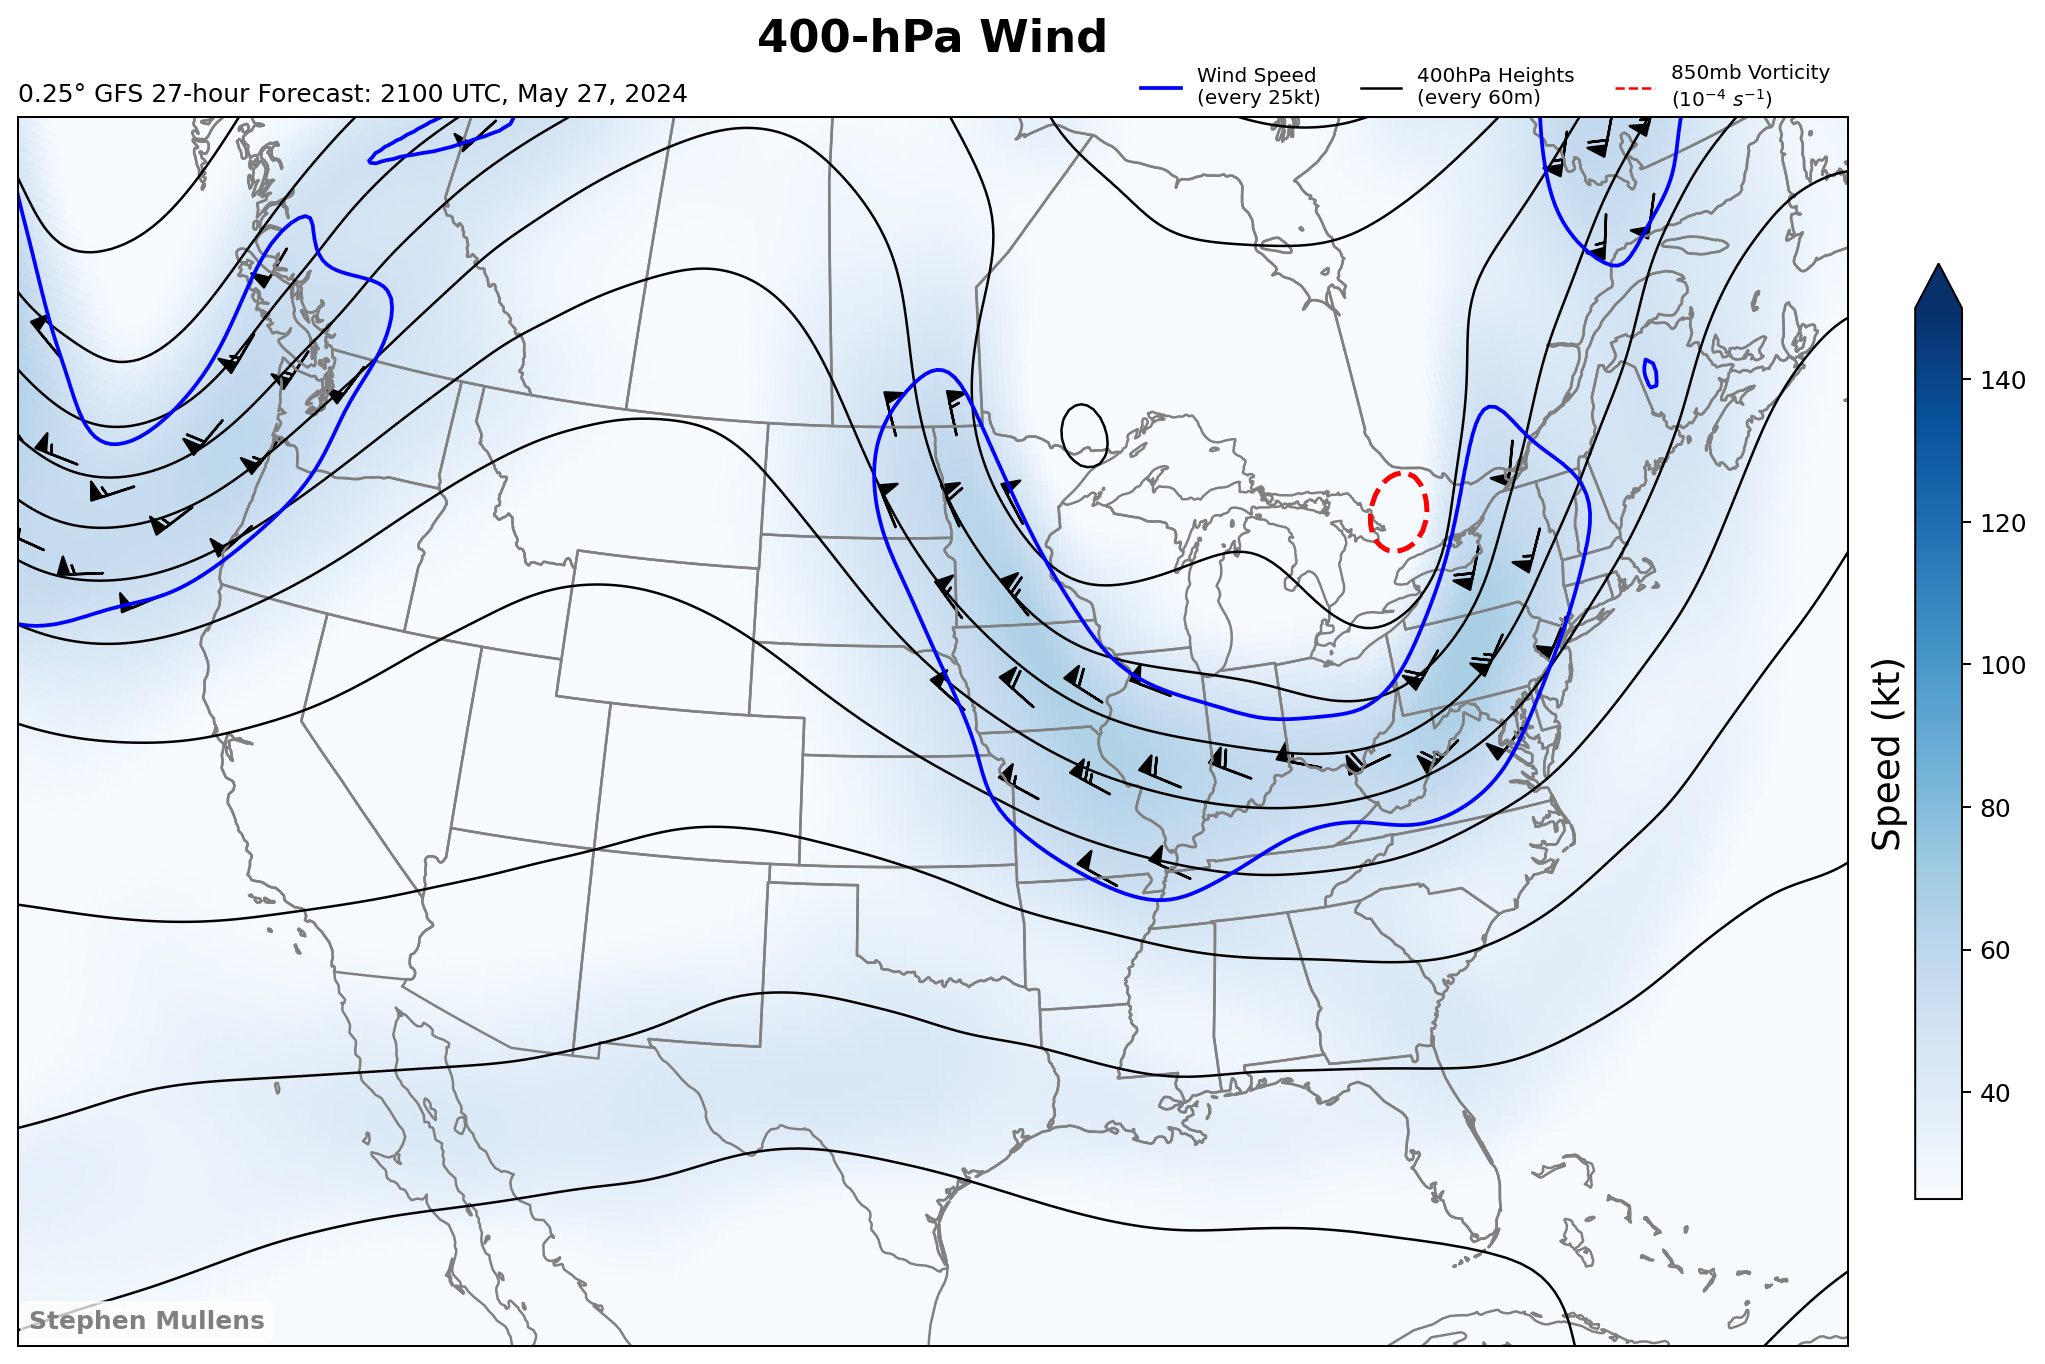 400-hPa Wind
0.25° GFS 27-hour Forecast: 2100 UTC, May 27, 2024
Wind Speed
(every 25kt)
400hPa Heights
(every 60m)
850mb Vorticity
(10⁻⁴ s⁻¹)
140
120
100
80
60
40
Speed (kt)
Stephen Mullens